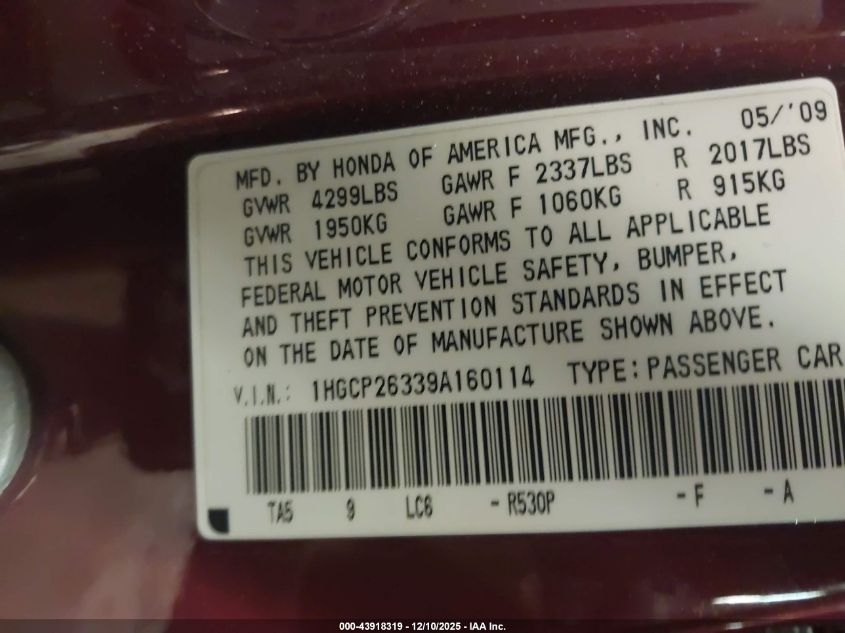 MFD. BY HONDA OF AMERICA MFG., INC. 05/'09
GVWR 4299LBS GAWR F 2337LBS R 2017LBS
GVWR 1950KG GAWR F 1060KG R 915KG
THIS VEHICLE CONFORMS TO ALL APPLICABLE
FEDERAL MOTOR VEHICLE SAFETY, BUMPER,
AND THEFT PREVENTION STANDARDS IN EFFECT
ON THE DATE OF MANUFACTURE SHOWN ABOVE.
V.I.N.: 1HGCP26339A160114 TYPE: PASSENGER CAR
TA5 9 LC6 - R530P - F - A
000-43918319 - 12/10/2025 - IAA Inc.